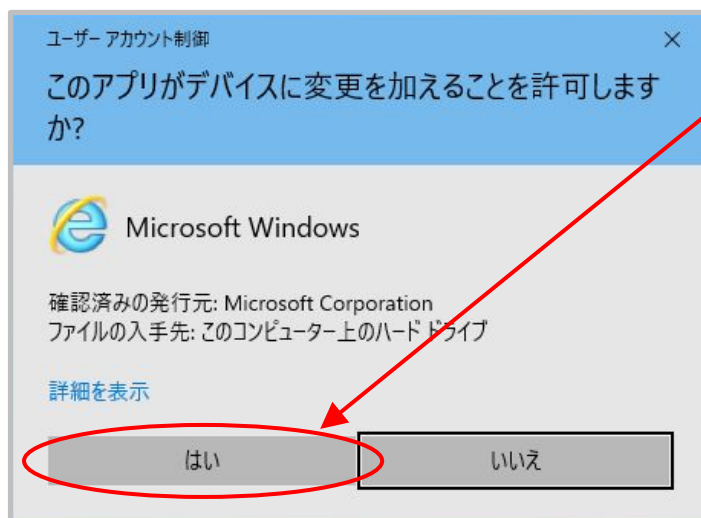 ユーザー アカウント制御
このアプリがデバイスに変更を加えることを許可します
か?
Microsoft Windows
確認済みの発行元: Microsoft Corporation
ファイルの入手先: このコンピューター上のハード ドライブ
詳細を表示
はい
いいえ